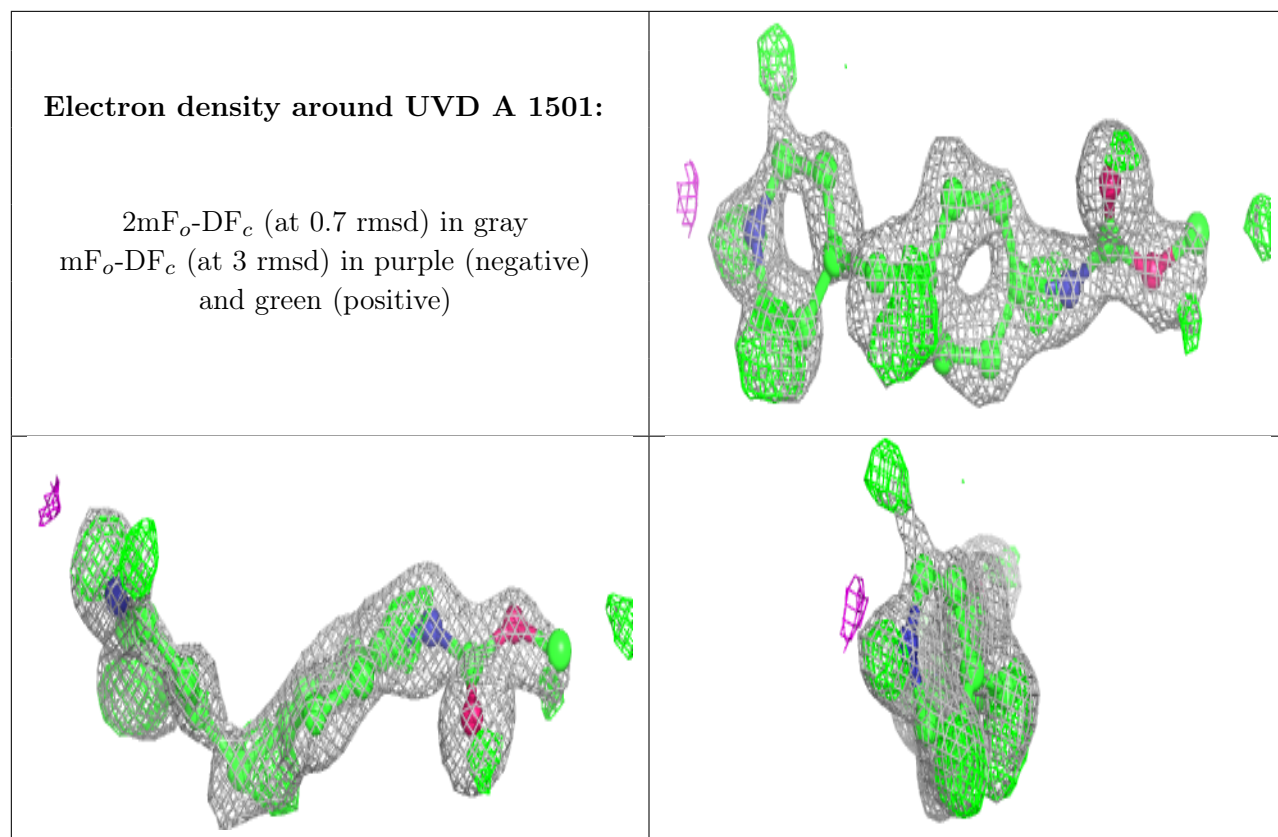 Electron density around UVD A 1501:
2mFo-DFc (at 0.7 rmsd) in gray
mFo-DFc (at 3 rmsd) in purple (negative)
and green (positive)